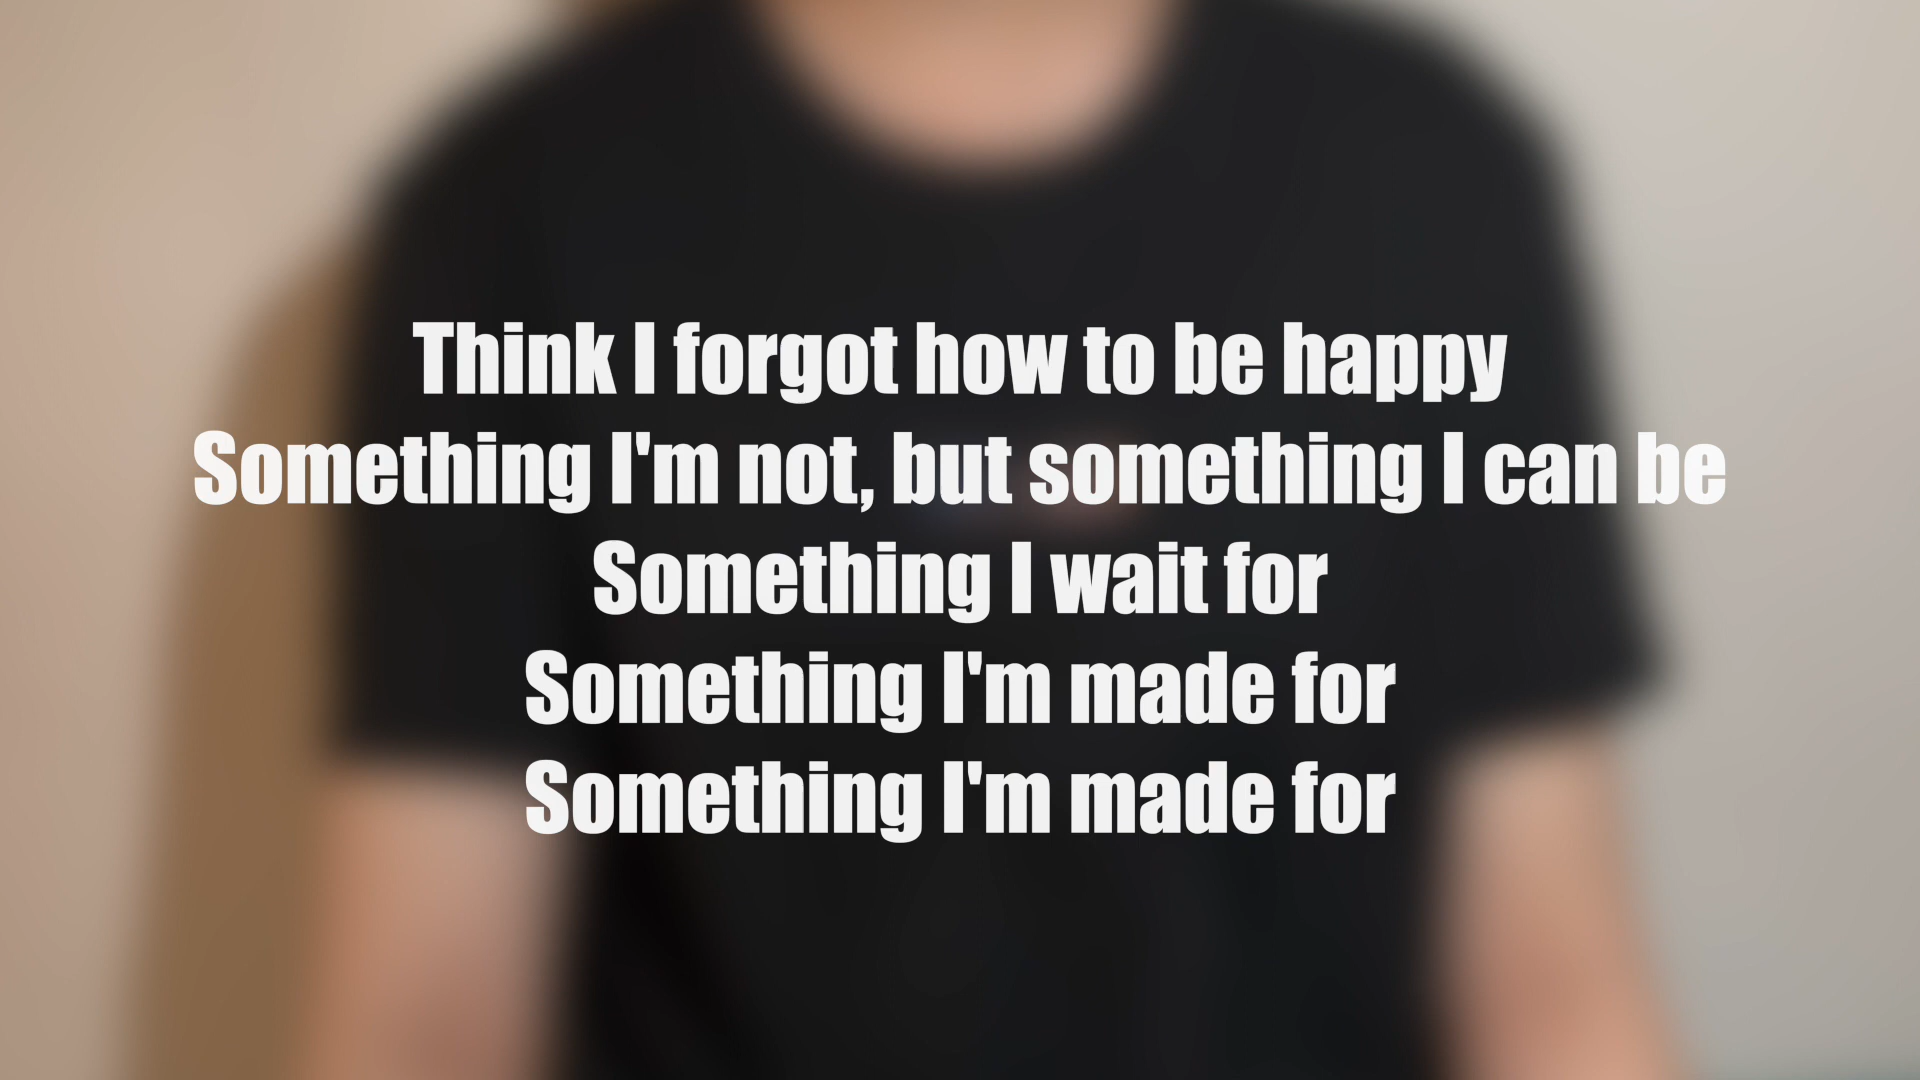 Think I forgot how to be happy
Something I'm not, but something I can be
Something I wait for
Something I'm made for
Something I'm made for